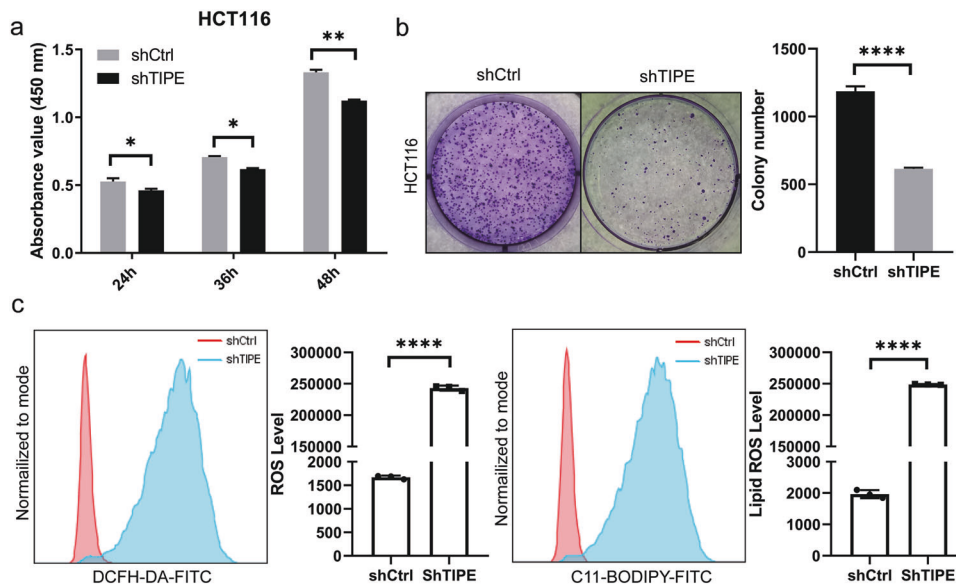 a
HCT116
Absorbance value (450 nm)
1.5
1.0
0.5
0.0
shCtrl
shTIPE
*
*
**
24h
36h
48h
b
shCtrl
shTIPE
HCT116
Colony number
1500
1000
500
0
****
shCtrl
shTIPE
c
Normailized to mode
shCtrl
shTIPE
DCFH-DA-FITC
ROS Level
300000
250000
200000
150000
2000
1500
1000
500
0
****
shCtrl
ShTIPE
Normailized to mode
shCtrl
shTIPE
C11-BODIPY-FITC
Lipid ROS Level
300000
250000
200000
150000
3000
2000
1000
0
****
shCtrl
ShTIPE